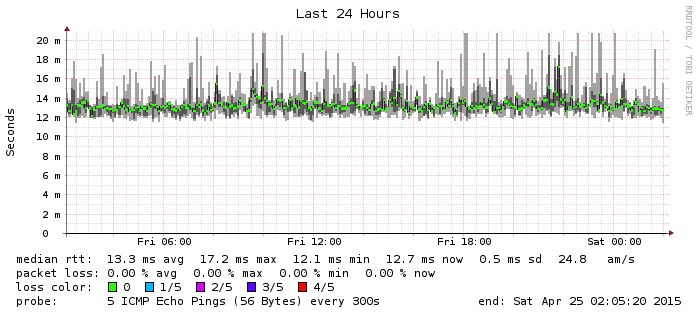 Last 24 Hours
RRDTOOL / TOBI OETIKER
Seconds
20 m
18 m
16 m
14 m
12 m
10 m
8 m
6 m
4 m
2 m
0
Fri 06:00 Fri 12:00 Fri 18:00 Sat 00:00
median rtt: 13.3 ms avg 17.2 ms max 12.1 ms min 12.7 ms now 0.5 ms sd 24.8 am/s
packet loss: 0.00 % avg 0.00 % max 0.00 % min 0.00 % now
loss color: 0 1/5 2/5 3/5 4/5
probe: 5 ICMP Echo Pings (56 Bytes) every 300s end: Sat Apr 25 02:05:20 2015